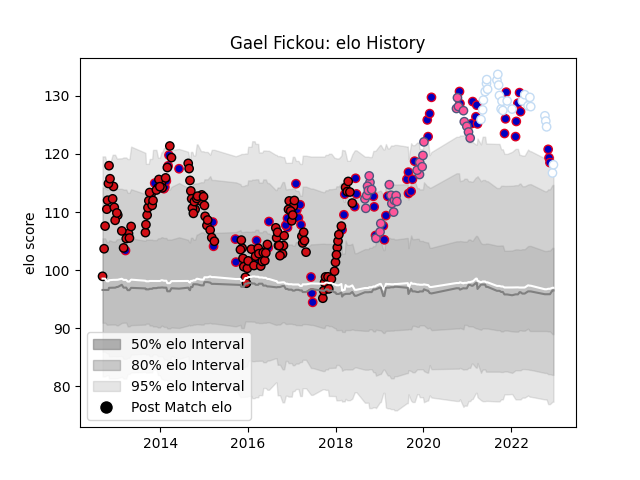 Gael Fickou: elo History
elo score
130
120
110
100
90
80
50% elo Interval
80% elo Interval
95% elo Interval
Post Match elo
2014 2016 2018 2020 2022